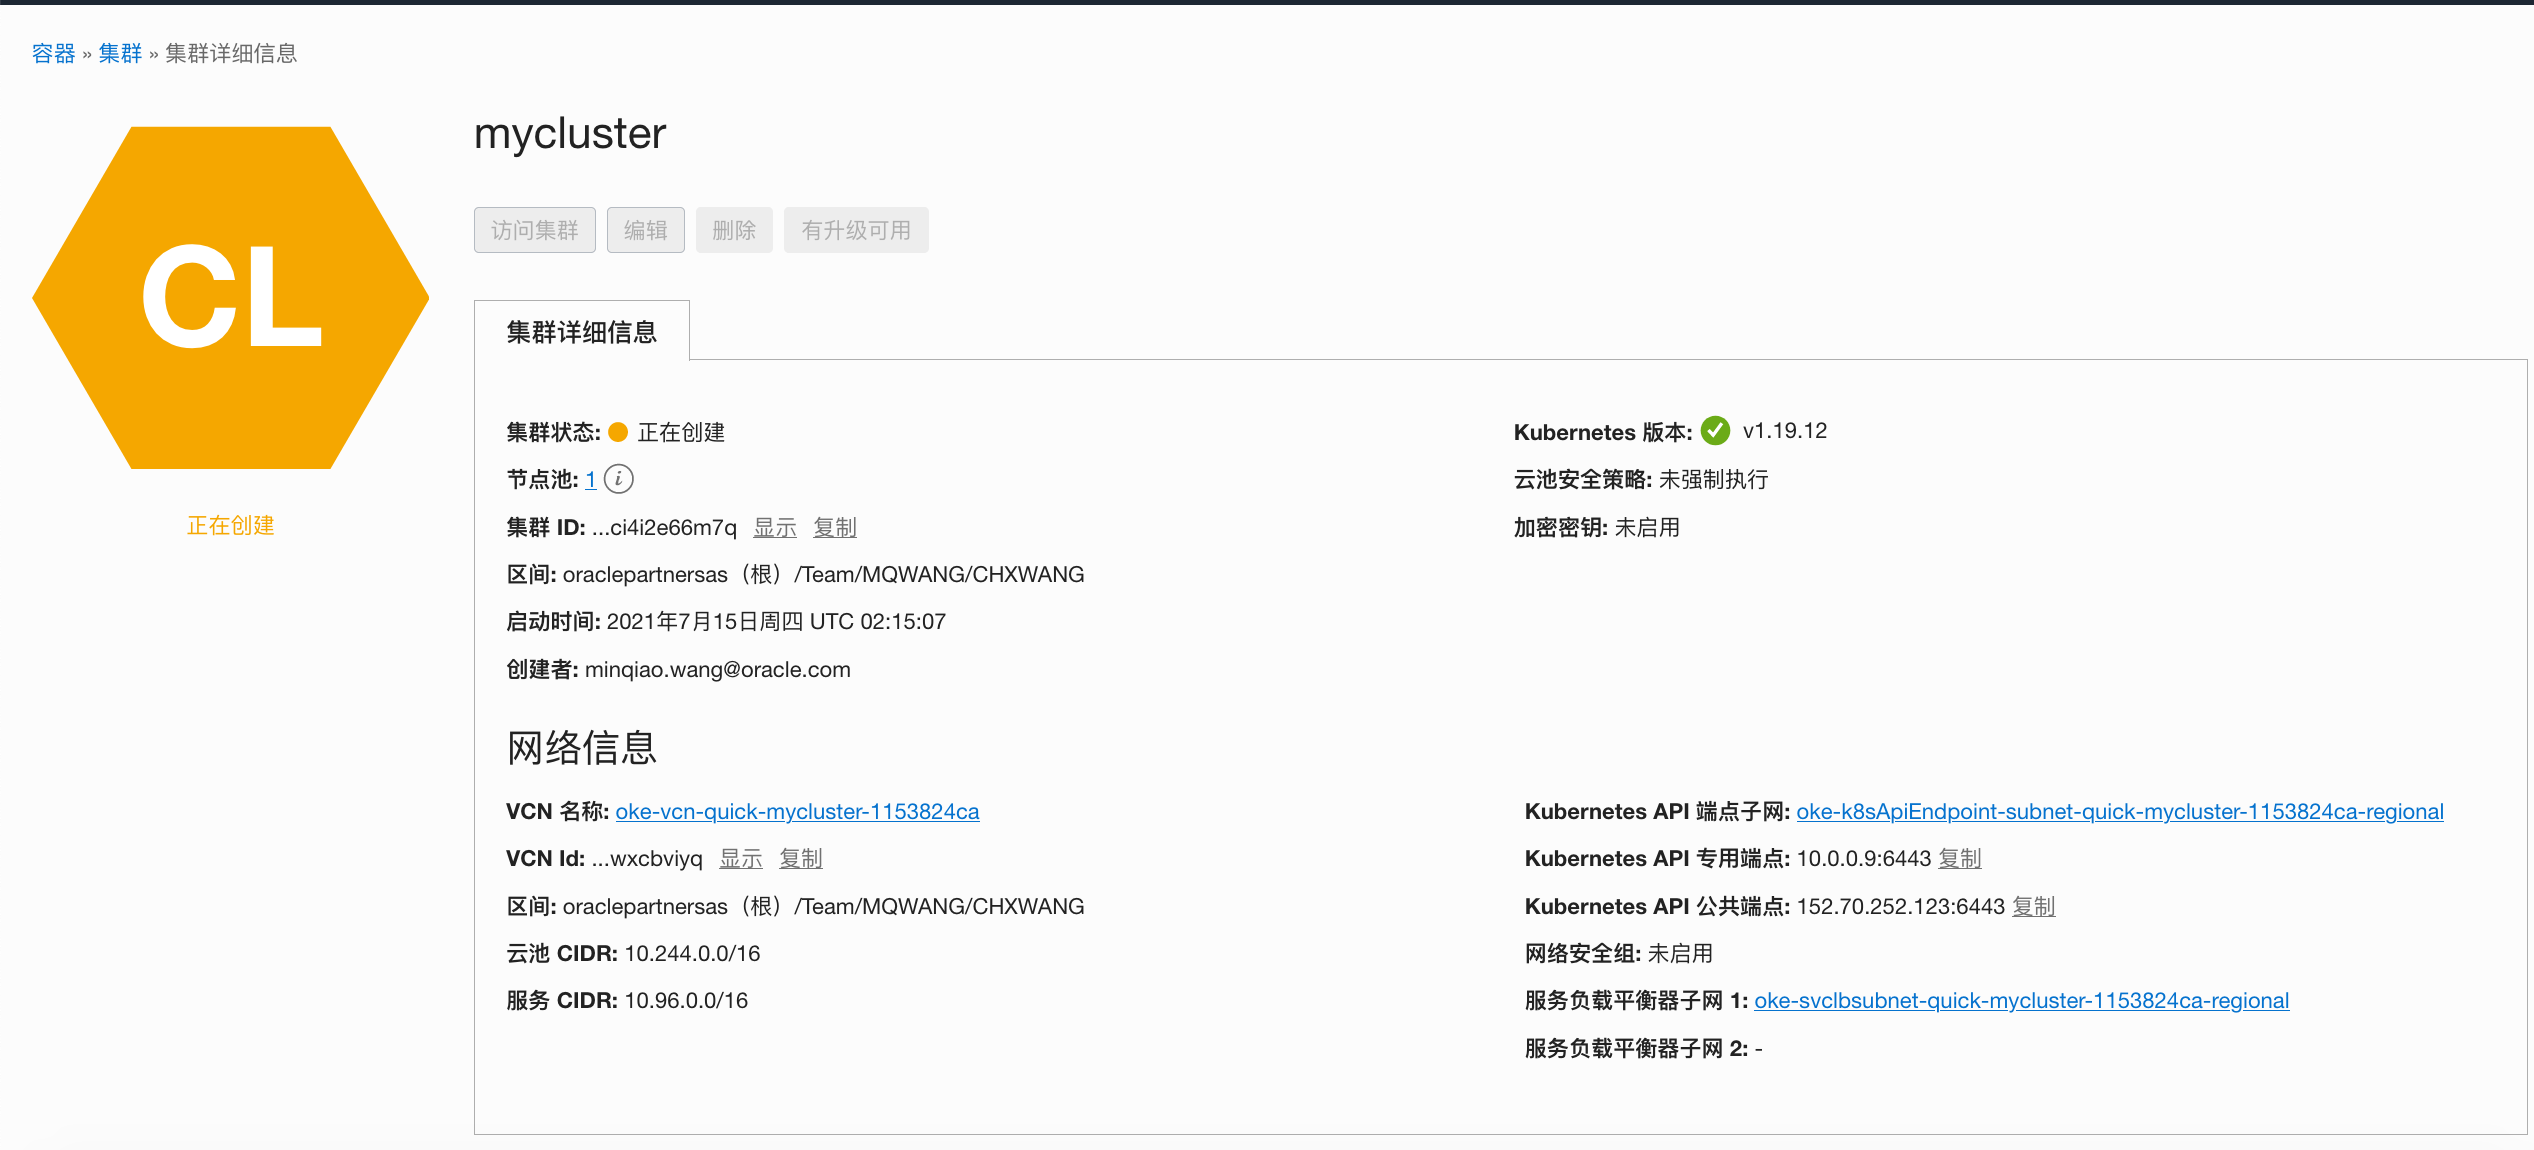 容器 » 集群 » 集群详细信息
CL
正在创建
mycluster
访问集群 编辑 删除 有升级可用
集群详细信息
集群状态: 正在创建
节点池: 1 i
集群 ID: ...ci4i2e66m7q 显示 复制
区间: oraclepartnersas（根）/Team/MQWANG/CHXWANG
启动时间: 2021年7月15日周四 UTC 02:15:07
创建者: minqiao.wang@oracle.com
Kubernetes 版本: v1.19.12
云池安全策略: 未强制执行
加密密钥: 未启用
网络信息
VCN 名称: oke-vcn-quick-mycluster-1153824ca
VCN Id: ...wxcbviyq 显示 复制
区间: oraclepartnersas（根）/Team/MQWANG/CHXWANG
云池 CIDR: 10.244.0.0/16
服务 CIDR: 10.96.0.0/16
Kubernetes API 端点子网: oke-k8sApiEndpoint-subnet-quick-mycluster-1153824ca-regional
Kubernetes API 专用端点: 10.0.0.9:6443 复制
Kubernetes API 公共端点: 152.70.252.123:6443 复制
网络安全组: 未启用
服务负载平衡器子网 1: oke-svclbsubnet-quick-mycluster-1153824ca-regional
服务负载平衡器子网 2: -